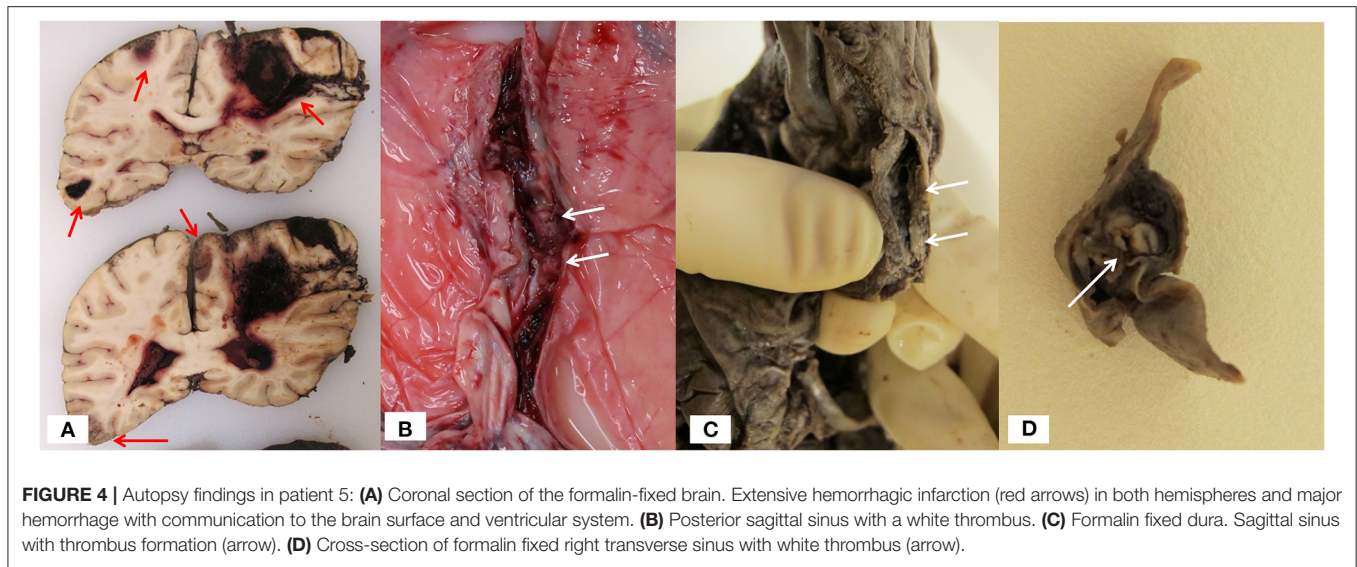 A
B
C
D
FIGURE 4 | Autopsy findings in patient 5: (A) Coronal section of the formalin-fixed brain. Extensive hemorrhagic infarction (red arrows) in both hemispheres and major
hemorrhage with communication to the brain surface and ventricular system. (B) Posterior sagittal sinus with a white thrombus. (C) Formalin fixed dura. Sagittal sinus
with thrombus formation (arrow). (D) Cross-section of formalin fixed right transverse sinus with white thrombus (arrow).